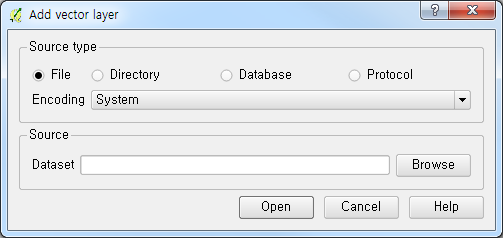 Add vector layer
Source type
File Directory Database Protocol
Encoding System
Source
Dataset Browse
Open Cancel Help